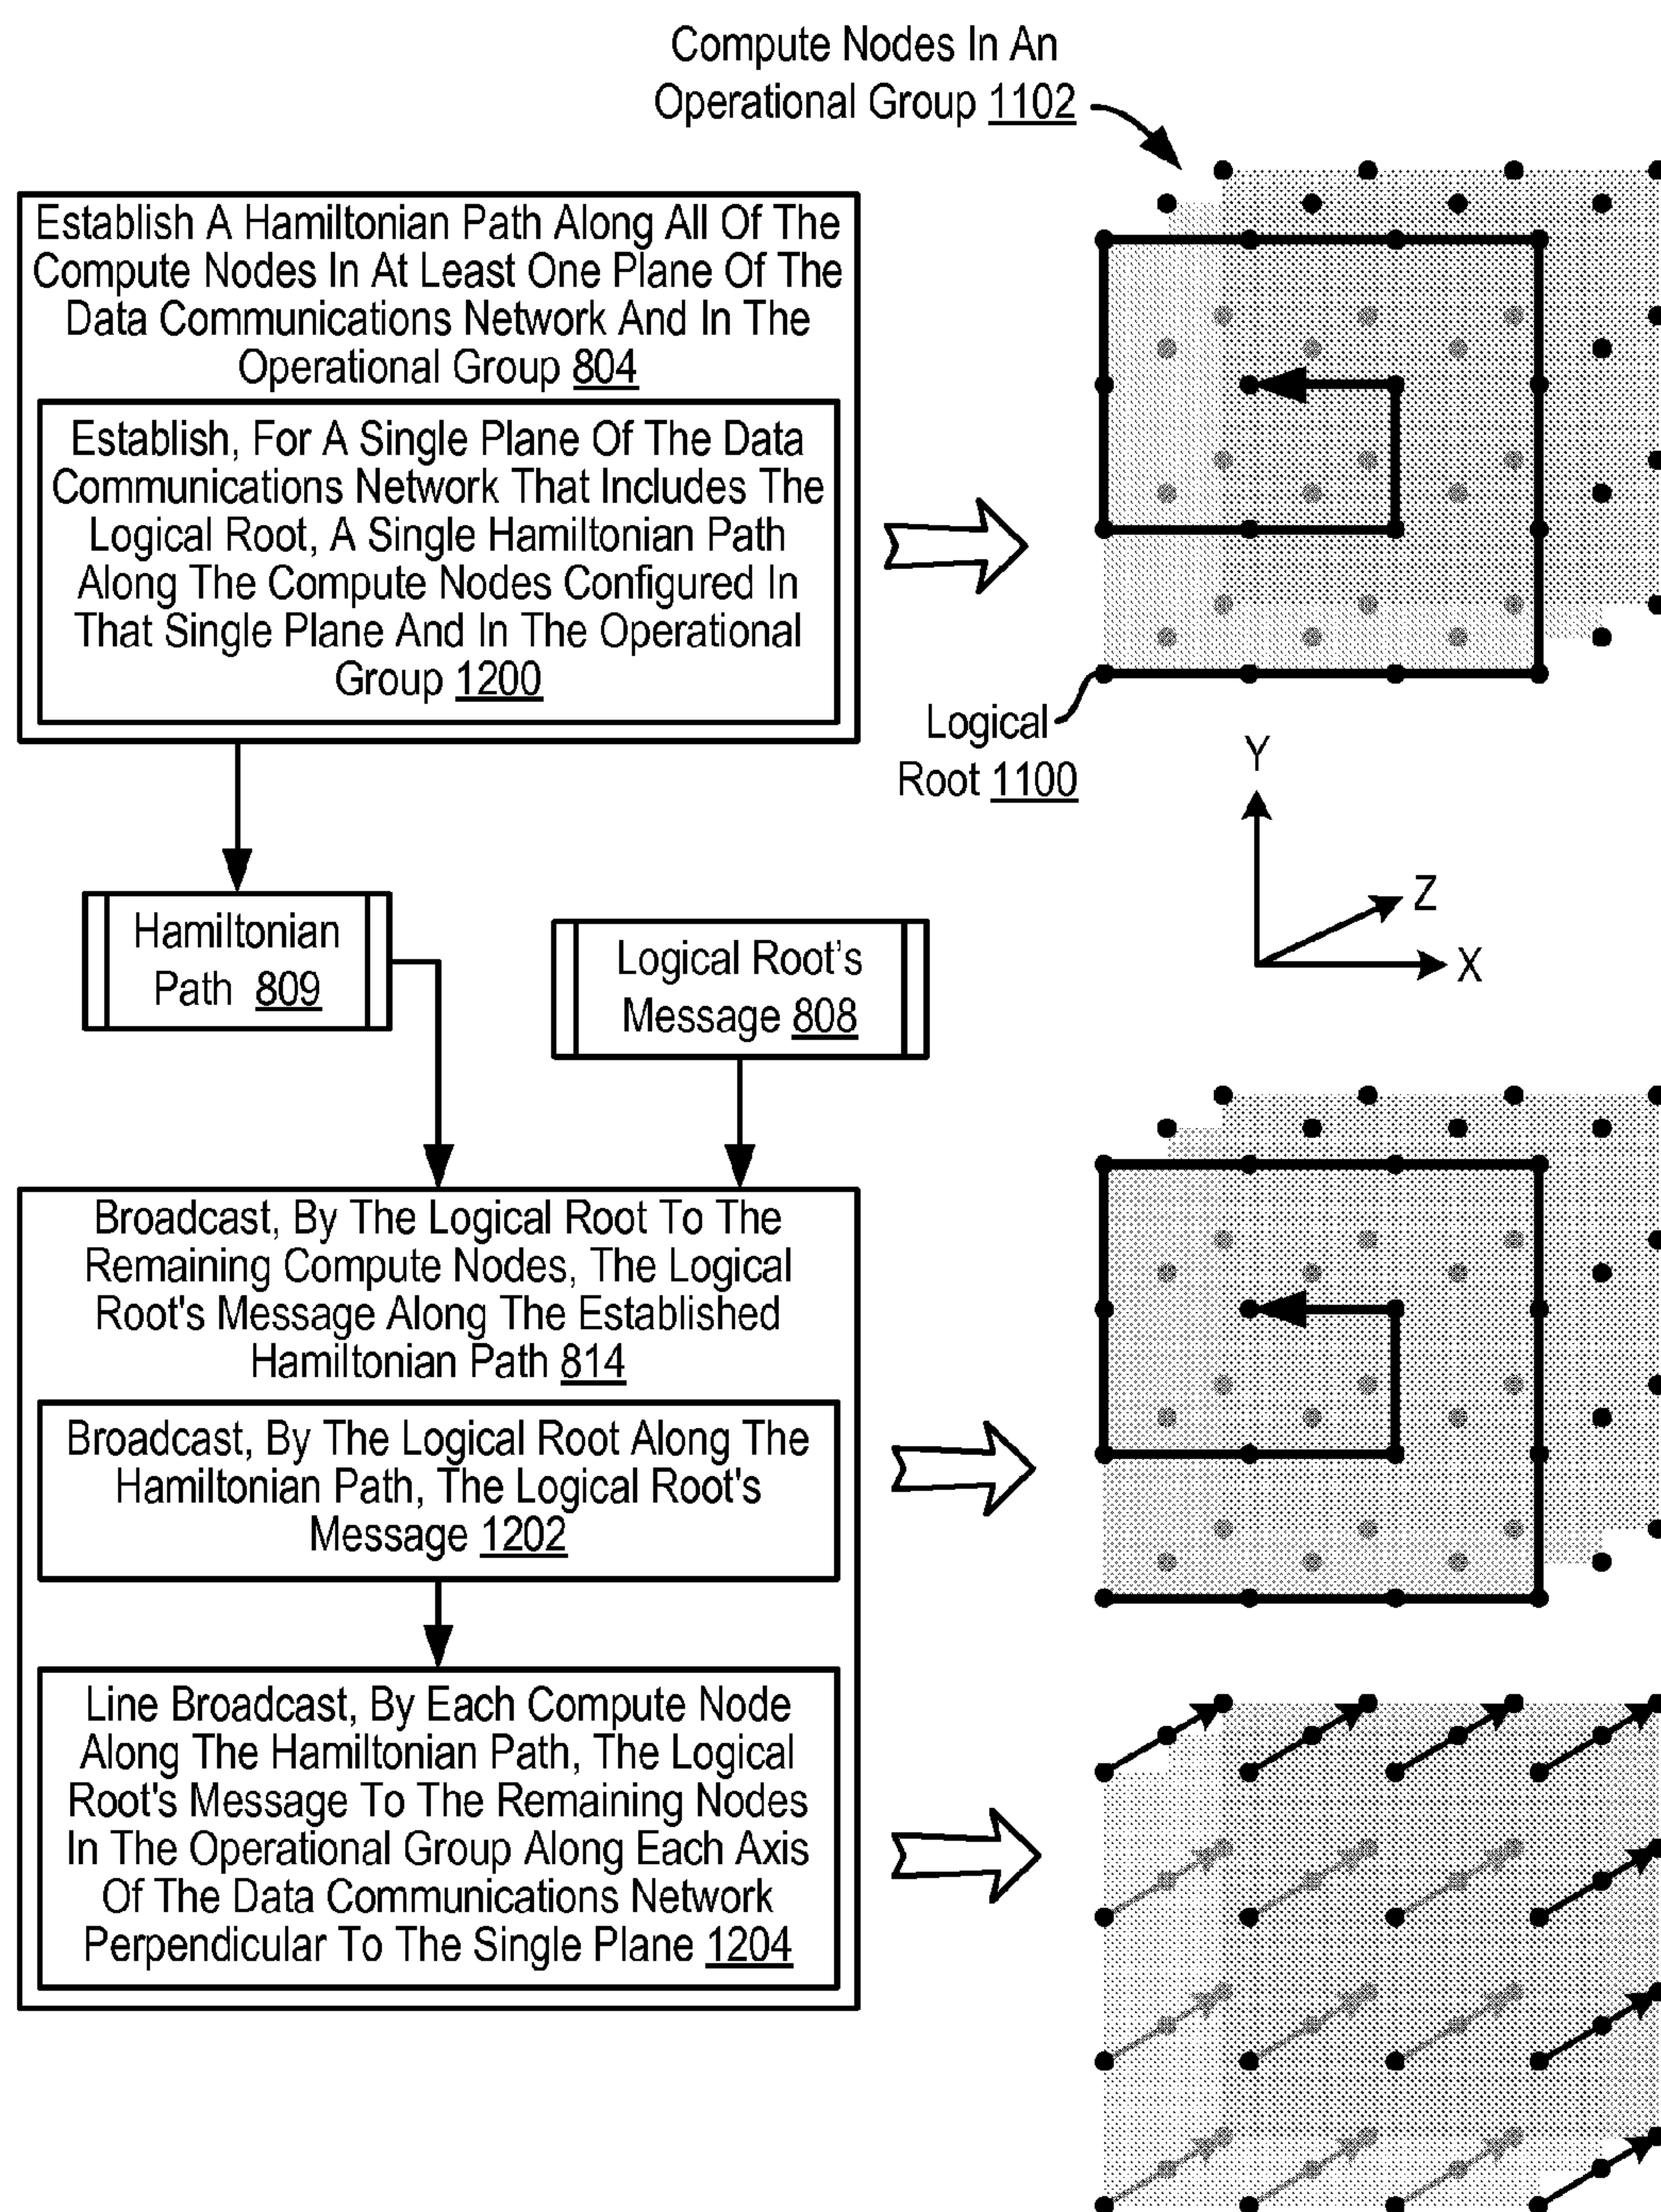 Compute Nodes In An
Operational Group 1102
Establish A Hamiltonian Path Along All Of The
Compute Nodes In At Least One Plane Of The
Data Communications Network And In The
Operational Group 804
Establish, For A Single Plane Of The Data
Communications Network That Includes The
Logical Root, A Single Hamiltonian Path
Along The Compute Nodes Configured In
That Single Plane And In The Operational
Group 1200
Logical
Root 1100
Y
Z
X
Hamiltonian
Path 809
Logical Root's
Message 808
Broadcast, By The Logical Root To The
Remaining Compute Nodes, The Logical
Root's Message Along The Established
Hamiltonian Path 814
Broadcast, By The Logical Root Along The
Hamiltonian Path, The Logical Root's
Message 1202
Line Broadcast, By Each Compute Node
Along The Hamiltonian Path, The Logical
Root's Message To The Remaining Nodes
In The Operational Group Along Each Axis
Of The Data Communications Network
Perpendicular To The Single Plane 1204